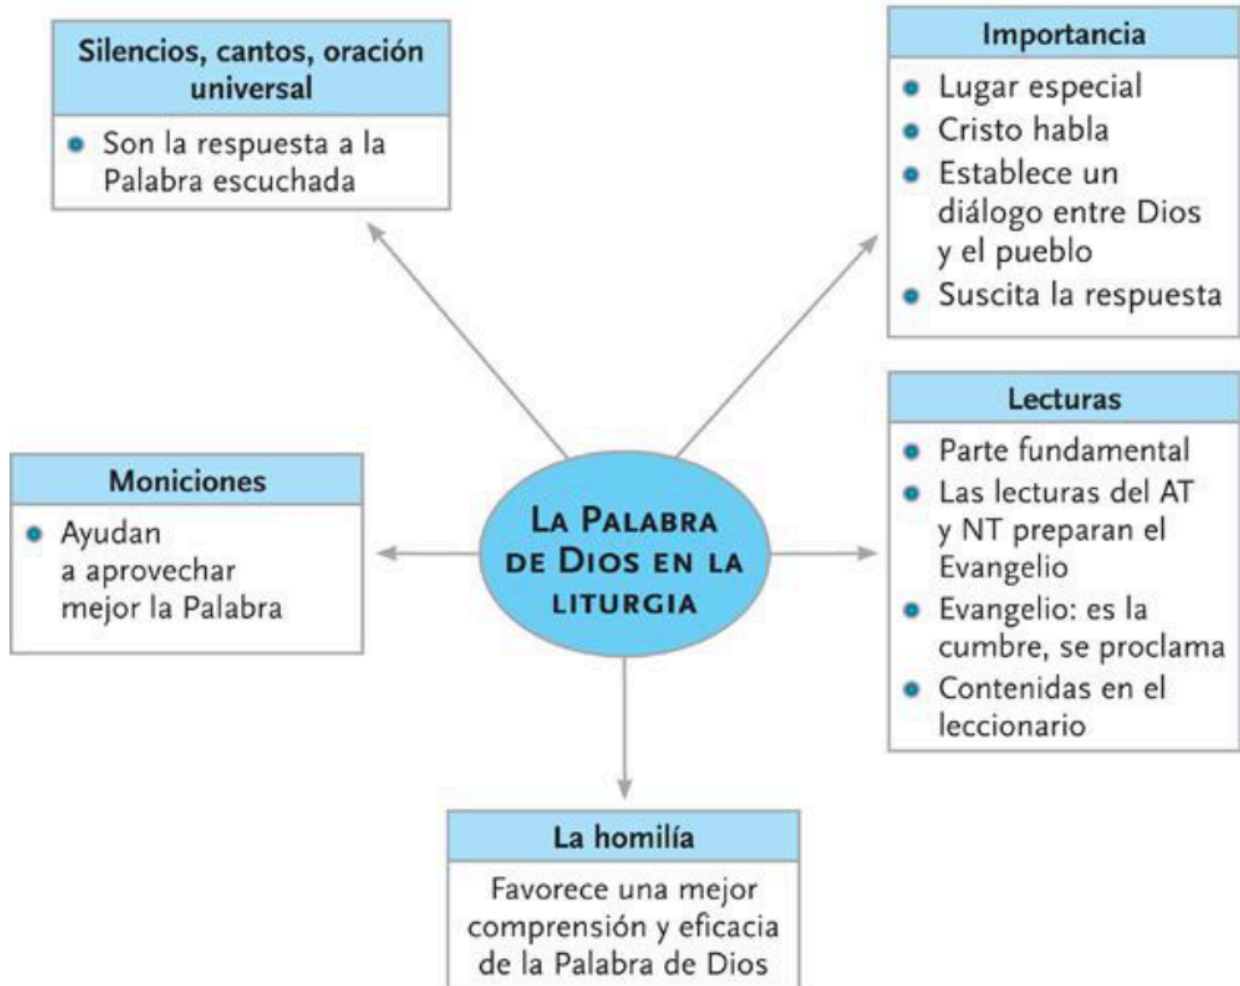 Silencios, cantos, oración
universal
Son la respuesta a la
Palabra escuchada
Importancia
Lugar especial
Cristo habla
Establece un
diálogo entre Dios
y el pueblo
Suscita la respuesta
Moniciones
Ayudan
a aprovechar
mejor la Palabra
LA PALABRA
DE DIOS EN LA
LITURGIA
Lecturas
Parte fundamental
Las lecturas del AT
y NT preparan el
Evangelio
Evangelio: es la
cumbre, se proclama
Contenidas en el
leccionario
La homilía
Favorece una mejor
comprensión y eficacia
de la Palabra de Dios